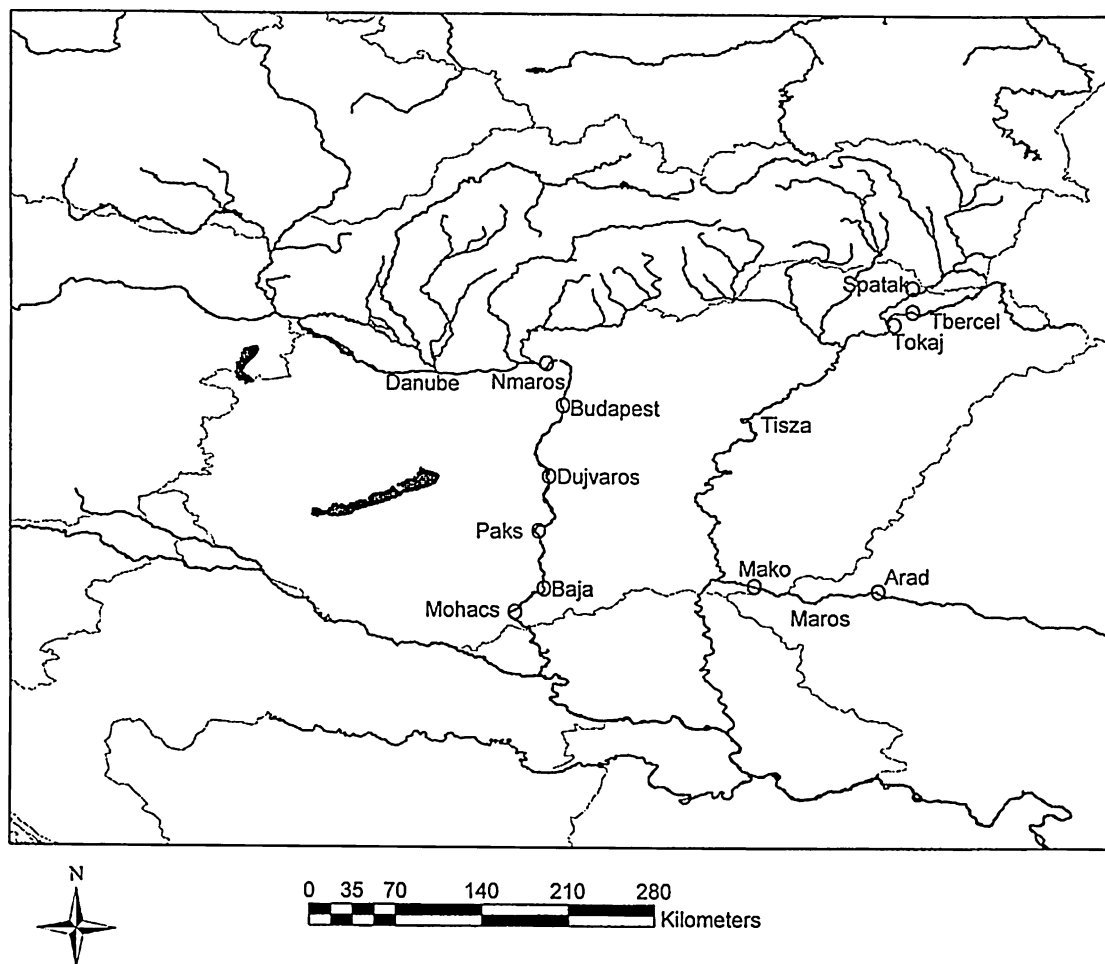 Spatak
Tbercel
Tokaj
Danube
Nmaros
Budapest
Tisza
Dujvaros
Paks
Mako
Arad
Baja
Mohacs
Maros
N
0 35 70 140 210 280
Kilometers